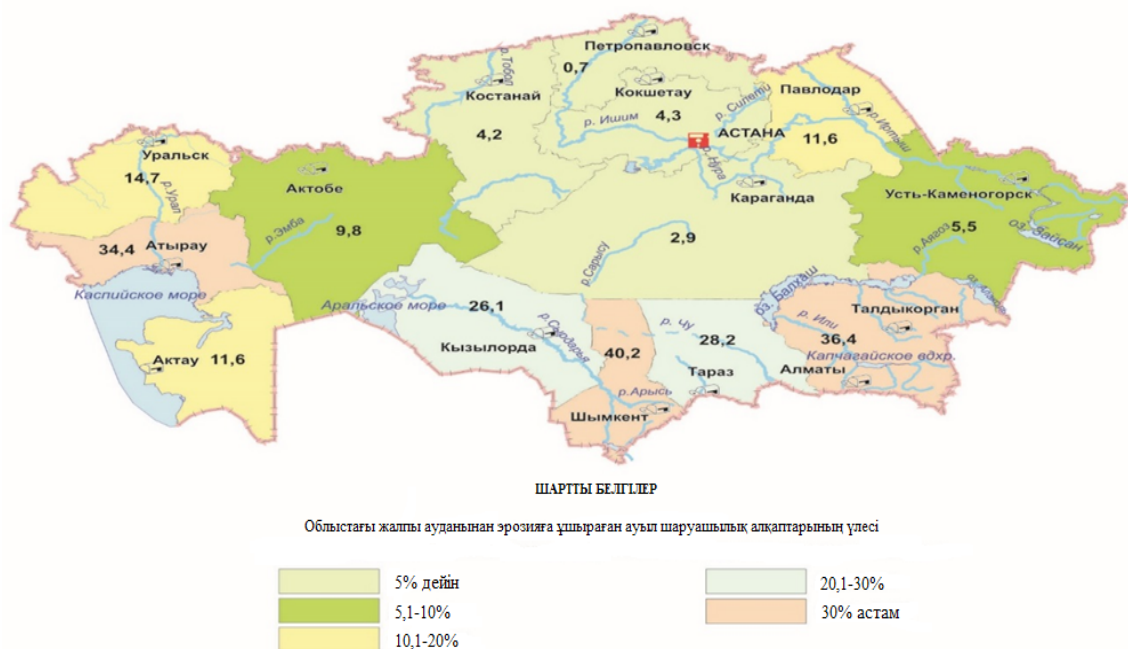 Петропавловск
р.Тобол
0,7
Костанай
Кокшетау
Павлодар
4,3
р. Силети
р. Ишим
АСТАНА
р.Иртыш
4,2
11,6
Уральск
р.Нура
14,7
Актобе
Караганда
Усть-Каменогорск
р.Урал
5,5
оз. Зайсан
р.Эмба
9,8
2,9
р.Аягоз
34,4
Атырау
р.Сарысу
Каспийское море
Аральское море
26,1
оз. Балхаш
Талдыкорган
р.Сырдарья
р. Чу
28,2
р. Или
36,4
Кызылорда
40,2
Капчагайское вдхр.
Актау
11,6
Тараз
Алматы
р.Арысь
Шымкент
ШАРТТЫ БЕЛГІЛЕР
Облыстағы жалпы ауданынан эрозияға ұшыраған ауыл шаруашылық алқаптарының үлесі
5% дейін
20,1-30%
5,1-10%
30% астам
10,1-20%